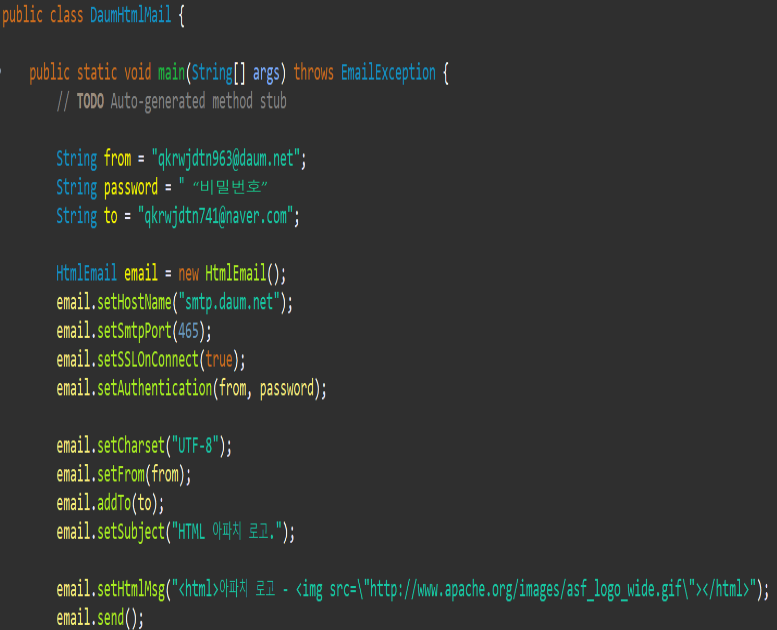 public class DaumHtmlMail {
public static void main(String[] args) throws EmailException {
// TODO Auto-generated method stub
String from = "qkrwjdtn963@daum.net";
String password = " “비밀번호”
String to = "qkrwjdtn741@naver.com";
HtmlEmail email = new HtmlEmail();
email.setHostName("smtp.daum.net");
email.setSmtpPort(465);
email.setSSLOnConnect(true);
email.setAuthentication(from, password);
email.setCharset("UTF-8");
email.setFrom(from);
email.addTo(to);
email.setSubject("HTML 아파치 로고.");
email.setHtmlMsg("<html>아파치 로고 - <img src=\"http://www.apache.org/images/asf_logo_wide.gif\"></html>");
email.send();